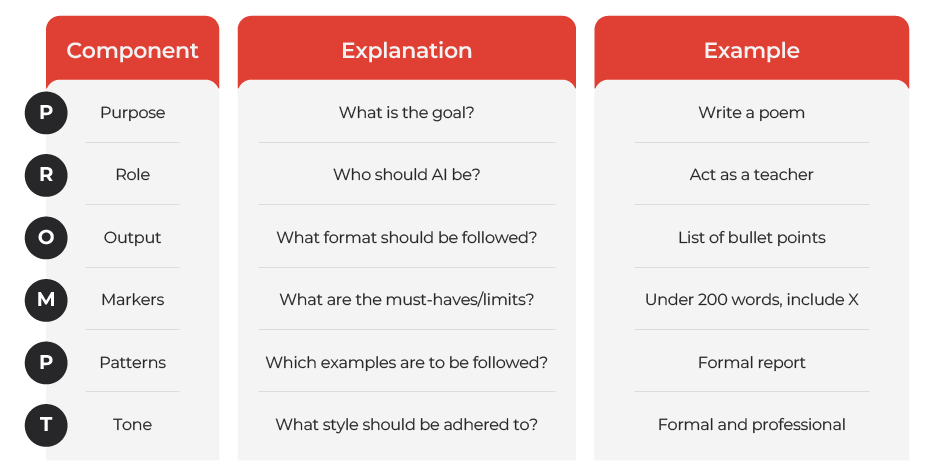 Component Explanation Example
P Purpose What is the goal? Write a poem
R Role Who should AI be? Act as a teacher
O Output What format should be followed? List of bullet points
M Markers What are the must-haves/limits? Under 200 words, include X
P Patterns Which examples are to be followed? Formal report
T Tone What style should be adhered to? Formal and professional